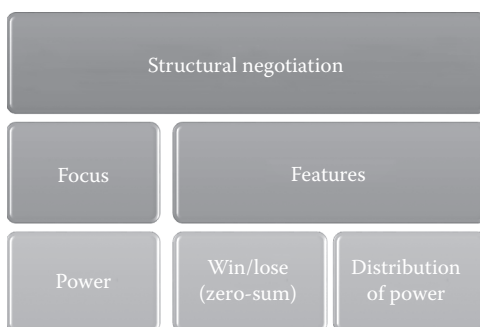 Structural negotiation
Focus
Features
Power
Win/lose
(zero-sum)
Distribution
of power